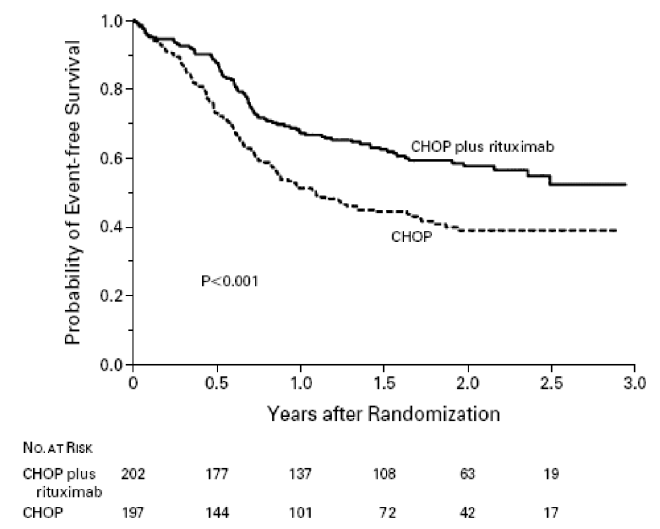 1.0
0.8
0.6
0.4
0.2
0.0
Probability of Event-free Survival
CHOP plus rituximab
CHOP
P<0.001
0 0.5 1.0 1.5 2.0 2.5 3.0
Years after Randomization
NO. AT RISK
CHOP plus 202 177 137 108 63 19
rituximab
CHOP 197 144 101 72 42 17